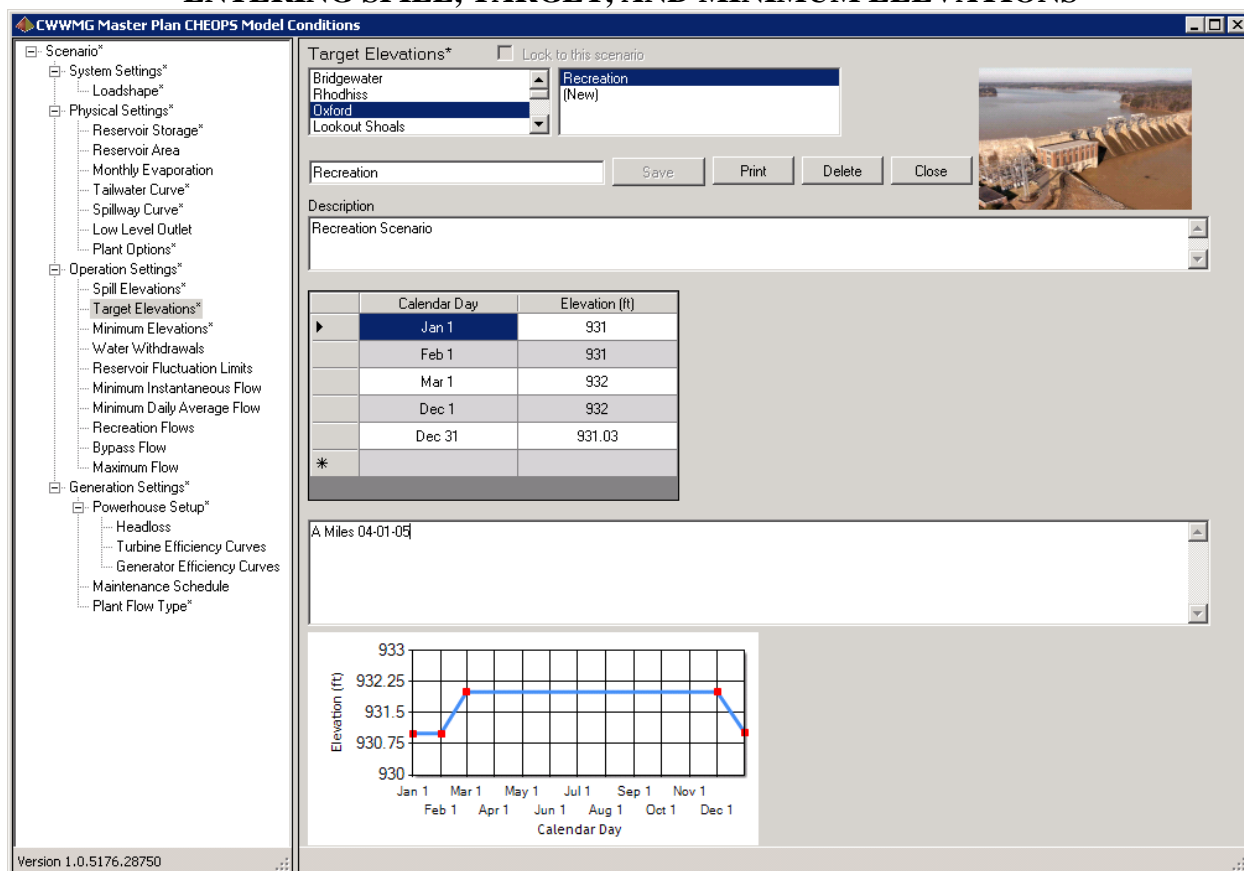 ENTERING SPILL, TARGET, AND MINIMUM ELEVATIONS
CWWMG Master Plan CHEOPS Model Conditions
Scenario*
System Settings*
Loadshape*
Physical Settings*
Reservoir Storage*
Reservoir Area
Monthly Evaporation
Tailwater Curve*
Spillway Curve*
Low Level Outlet
Plant Options*
Operation Settings*
Spill Elevations*
Target Elevations*
Minimum Elevations*
Water Withdrawals
Reservoir Fluctuation Limits
Minimum Instantaneous Flow
Minimum Daily Average Flow
Recreation Flows
Bypass Flow
Maximum Flow
Generation Settings*
Powerhouse Setup*
Headloss
Turbine Efficiency Curves
Generator Efficiency Curves
Maintenance Schedule
Plant Flow Type*
Version 1.0.5176.28750
Target Elevations* Lock to this scenario
Bridgewater
Rhodhiss
Oxford
Lookout Shoals
Recreation
(New)
Recreation Save Print Delete Close
Description
Recreation Scenario
Calendar Day Elevation (ft)
Jan 1 931
Feb 1 931
Mar 1 932
Dec 1 932
Dec 31 931.03
*
A Miles 04-01-05
933
932.25
931.5
930.75
930
Elevation (ft)
Jan 1 Mar 1 May 1 Jul 1 Sep 1 Nov 1
Feb 1 Apr 1 Jun 1 Aug 1 Oct 1 Dec 1
Calendar Day